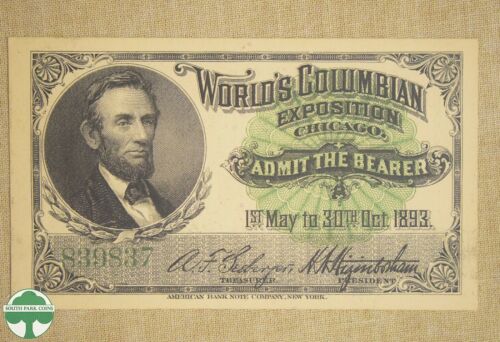 WORLD'S COLUMBIAN
EXPOSITION
CHICAGO.
ADMIT THE BEARER
A
1ST May to 30TH Oct. 1893.
839837
TREASURER.
PRESIDENT.
AMERICAN BANK NOTE COMPANY, NEW YORK.
SOUTH PARK COINS